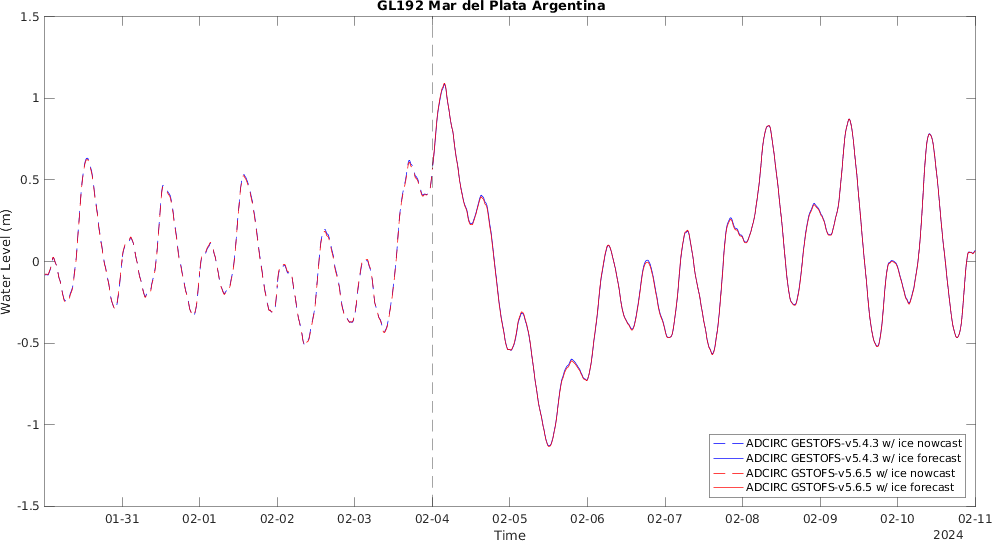 GL192 Mar del Plata Argentina
1.5
1
0.5
0
-0.5
-1
-1.5
Water Level (m)
01-31
02-01
02-02
02-03
02-04
02-05
02-06
02-07
02-08
02-09
02-10
02-11
Time
2024
ADCIRC GESTOFS-v5.4.3 w/ ice nowcast
ADCIRC GESTOFS-v5.4.3 w/ ice forecast
ADCIRC GSTOFS-v5.6.5 w/ ice nowcast
ADCIRC GSTOFS-v5.6.5 w/ ice forecast